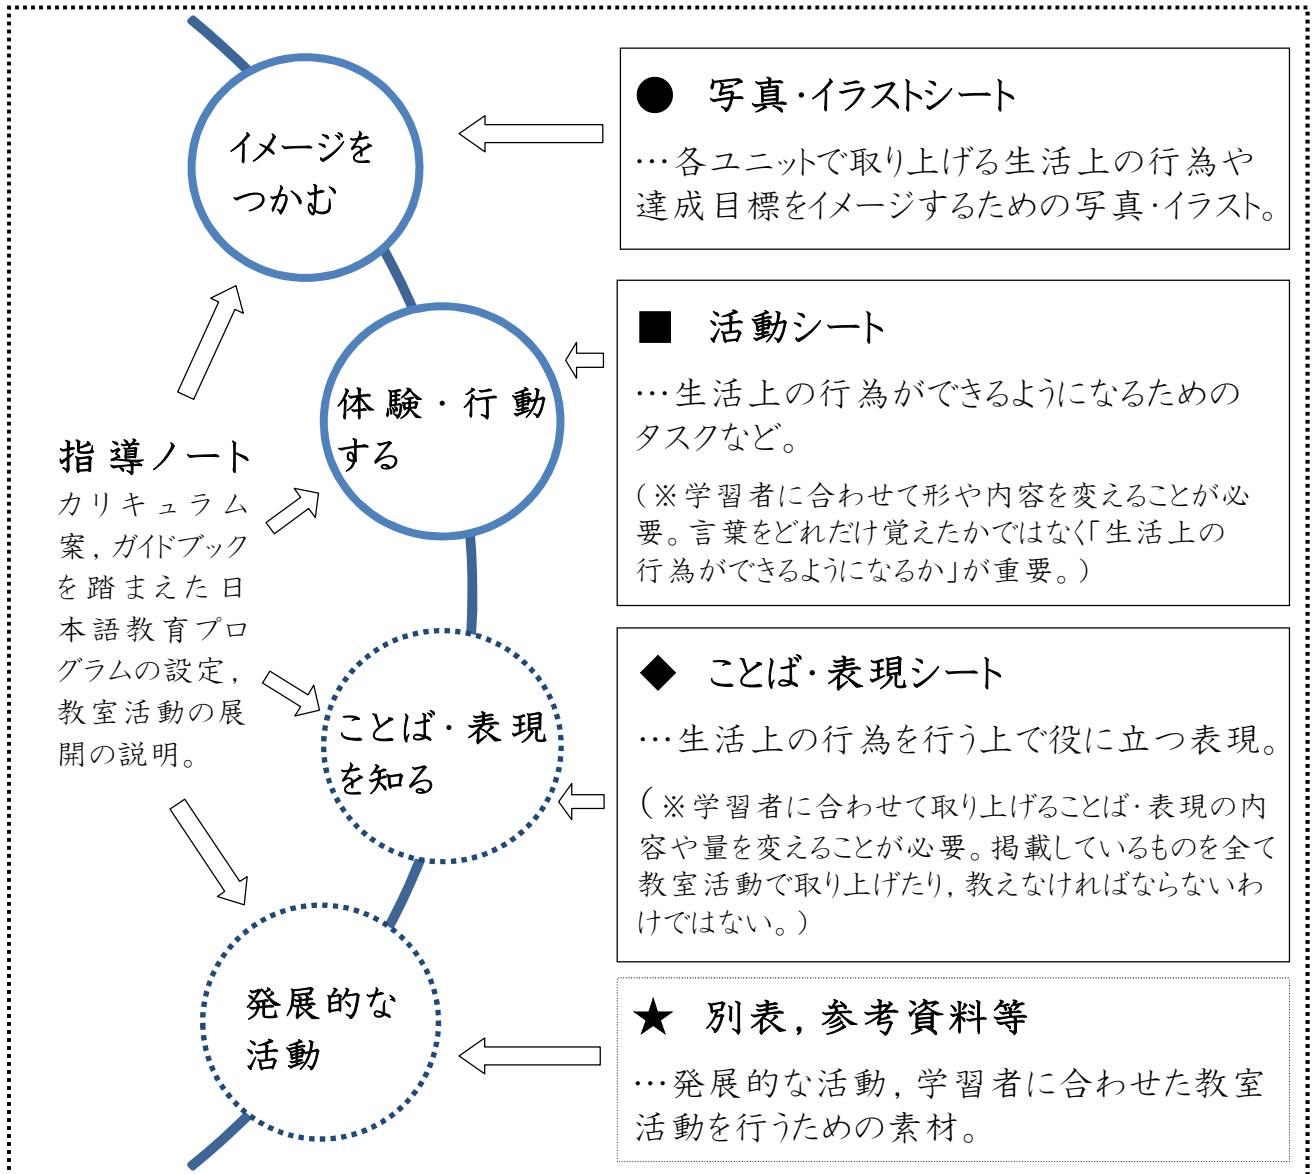 イメージを
つかむ
● 写真・イラストシート
…各ユニットで取り上げる生活上の行為や
達成目標をイメージするための写真・イラスト。
体験・行動
する
■ 活動シート
…生活上の行為ができるようになるための
タスクなど。
(※学習者に合わせて形や内容を変えることが必
要。言葉をどれだけ覚えたかではなく「生活上の
行為ができるようになるか」が重要。)
指導ノート
カリキュラム
案，ガイドブック
を踏まえた日
本語教育プロ
グラムの設定，
教室活動の展
開の説明。
ことば・表現
を知る
◆ ことば・表現シート
…生活上の行為を行う上で役に立つ表現。
(※学習者に合わせて取り上げることば・表現の内
容や量を変えることが必要。掲載しているものを全て
教室活動で取り上げたり，教えなければならないわ
けではない。)
発展的な
活動
★ 別表，参考資料等
…発展的な活動，学習者に合わせた教室
活動を行うための素材。